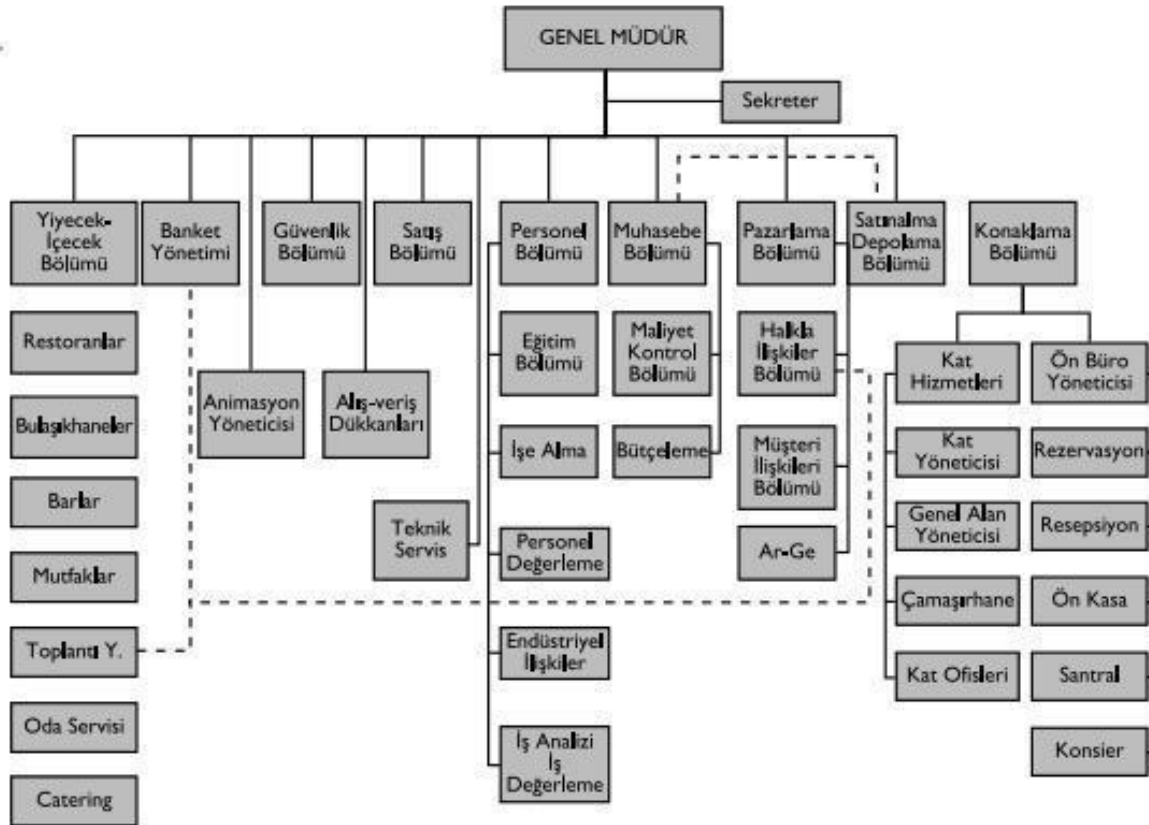 GENEL MÜDÜR
Sekreter
Yiyecek-
İçecek
Bölümü
Banket
Yönetimi
Güvenlik
Bölümü
Satış
Bölümü
Personel
Bölümü
Muhasebe
Bölümü
Pazarlama
Bölümü
Satınalma
Depolama
Bölümü
Konaklama
Bölümü
Restoranlar
Bulaşıkhaneler
Barlar
Mutfaklar
Toplantı Y.
Oda Servisi
Catering
Animasyon
Yöneticisi
Alış-veriş
Dükkanları
Teknik
Servis
Eğitim
Bölümü
İşe Alma
Personel
Değerleme
Endüstriyel
İlişkiler
İş Analizi
İş
Değerleme
Maliyet
Kontrol
Bölümü
Bütçeleme
Halkla
İlişkiler
Bölümü
Müşteri
İlişkileri
Bölümü
Ar-Ge
Kat
Hizmetleri
Kat
Yöneticisi
Genel Alan
Yöneticisi
Çamaşırhane
Kat Ofisleri
Ön Büro
Yöneticisi
Rezervasyon
Resepsiyon
Ön Kasa
Santral
Konsier